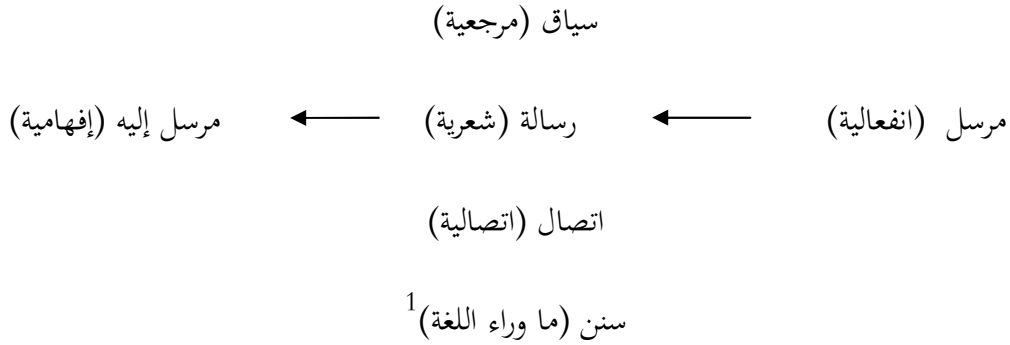 سياق (مرجعية)
مرسل (انفعالية) رسالة (شعرية) مرسل إليه (إفهامية)
اتصال (اتصالية)
سنن (ما وراء اللغة)1